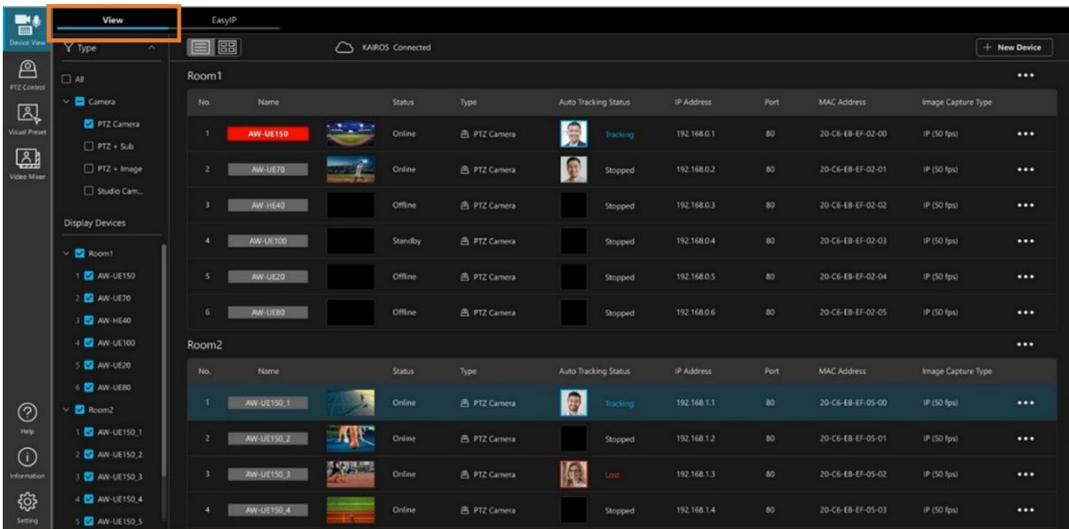 View EasyIP
Device View
PTZ Control
Visual Preset
Video Mixer
Help
Information
Setting
Type
All
Camera
PTZ Camera
PTZ + Sub
PTZ + Image
Studio Cam...
Display Devices
Room1
1 AW-UE150
2 AW-UE70
3 AW-HE40
4 AW-UE100
5 AW-UE20
6 AW-UE80
Room2
1 AW-UE150_1
2 AW-UE150_2
3 AW-UE150_3
4 AW-UE150_4
5 AW-UE150_5
KAIROS Connected
+ New Device
Room1
No. Name Status Type Auto Tracking Status IP Address Port MAC Address Image Capture Type
1 AW-UE150 Online PTZ Camera Tracking 192.168.0.1 80 20-C6-EB-EF-02-00 IP (50 fps)
2 AW-UE70 Online PTZ Camera Stopped 192.168.0.2 80 20-C6-EB-EF-02-01 IP (50 fps)
3 AW-HE40 Offline PTZ Camera Stopped 192.168.0.3 80 20-C6-EB-EF-02-02 IP (50 fps)
4 AW-UE100 Standby PTZ Camera Stopped 192.168.0.4 80 20-C6-EB-EF-02-03 IP (50 fps)
5 AW-UE20 Offline PTZ Camera Stopped 192.168.0.5 80 20-C6-EB-EF-02-04 IP (50 fps)
6 AW-UE80 Offline PTZ Camera Stopped 192.168.0.6 80 20-C6-EB-EF-02-05 IP (50 fps)
Room2
No. Name Status Type Auto Tracking Status IP Address Port MAC Address Image Capture Type
1 AW-UE150_1 Online PTZ Camera Tracking 192.168.1.1 80 20-C6-EB-EF-05-00 IP (50 fps)
2 AW-UE150_2 Online PTZ Camera Stopped 192.168.1.2 80 20-C6-EB-EF-05-01 IP (50 fps)
3 AW-UE150_3 Online PTZ Camera Lost 192.168.1.3 80 20-C6-EB-EF-05-02 IP (50 fps)
4 AW-UE150_4 Online PTZ Camera Stopped 192.168.1.4 80 20-C6-EB-EF-05-03 IP (50 fps)